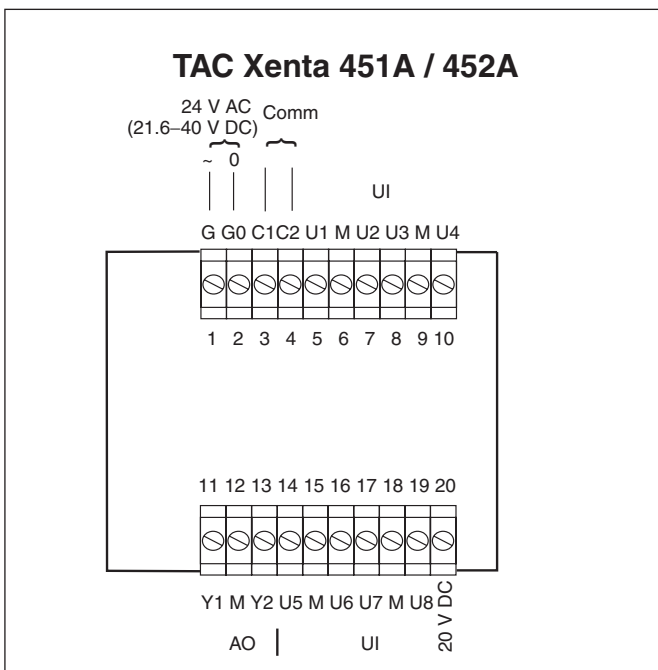 TAC Xenta 451A / 452A
24 V AC
(21.6–40 V DC)
Comm
~ 0
UI
G G0 C1 C2 U1 M U2 U3 M U4
1 2 3 4 5 6 7 8 9 10
11 12 13 14 15 16 17 18 19 20
Y1 M Y2 U5 M U6 U7 M U8 20 V DC
AO UI